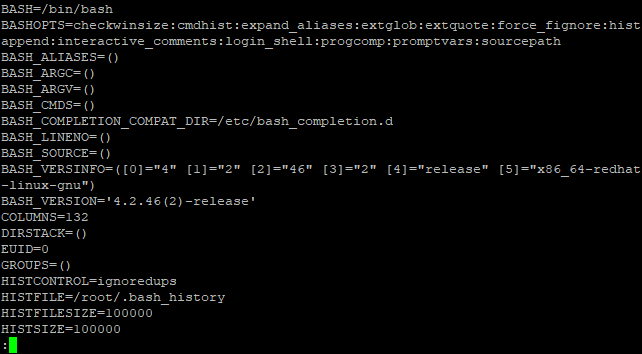 BASH=/bin/bash
BASHOPTS=checkwinsize:cmdhist:expand_aliases:extglob:extquote:force_fignore:hist
append:interactive_comments:login_shell:progcomp:promptvars:sourcepath
BASH_ALIASES=()
BASH_ARGC=()
BASH_ARGV=()
BASH_CMDS=()
BASH_COMPLETION_COMPAT_DIR=/etc/bash_completion.d
BASH_LINENO=()
BASH_SOURCE=()
BASH_VERSINFO=([0]="4" [1]="2" [2]="46" [3]="2" [4]="release" [5]="x86_64-redhat
-linux-gnu")
BASH_VERSION='4.2.46(2)-release'
COLUMNS=132
DIRSTACK=()
EUID=0
GROUPS=()
HISTCONTROL=ignoredups
HISTFILE=/root/.bash_history
HISTFILESIZE=100000
HISTSIZE=100000
: